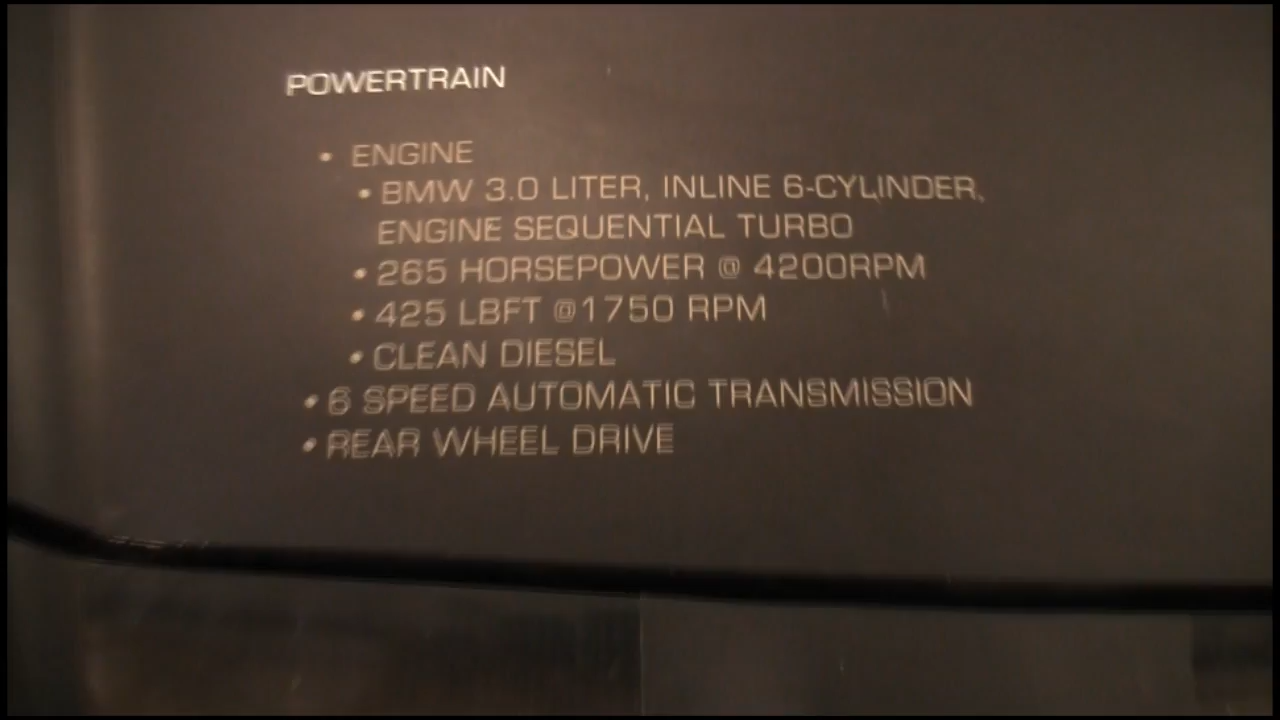 POWERTRAIN
• ENGINE
• BMW 3.0 LITER, INLINE 6-CYLINDER,
ENGINE SEQUENTIAL TURBO
• 265 HORSEPOWER @ 4200RPM
• 425 LBFT @1750 RPM
• CLEAN DIESEL
• 6 SPEED AUTOMATIC TRANSMISSION
• REAR WHEEL DRIVE